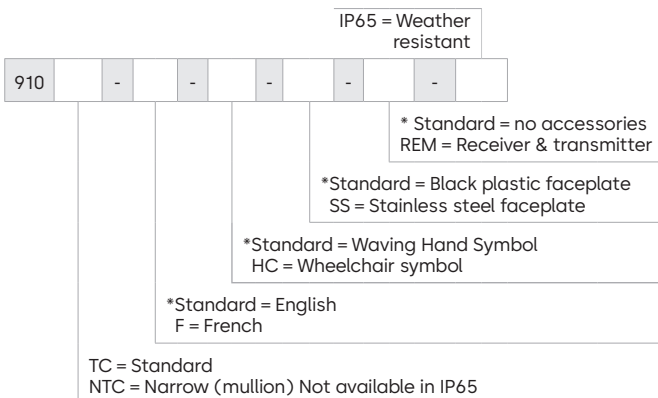 IP65 = Weather
resistant
910 - - - - -
* Standard = no accessories
REM = Receiver & transmitter
*Standard = Black plastic faceplate
SS = Stainless steel faceplate
*Standard = Waving Hand Symbol
HC = Wheelchair symbol
*Standard = English
F = French
TC = Standard
NTC = Narrow (mullion) Not available in IP65